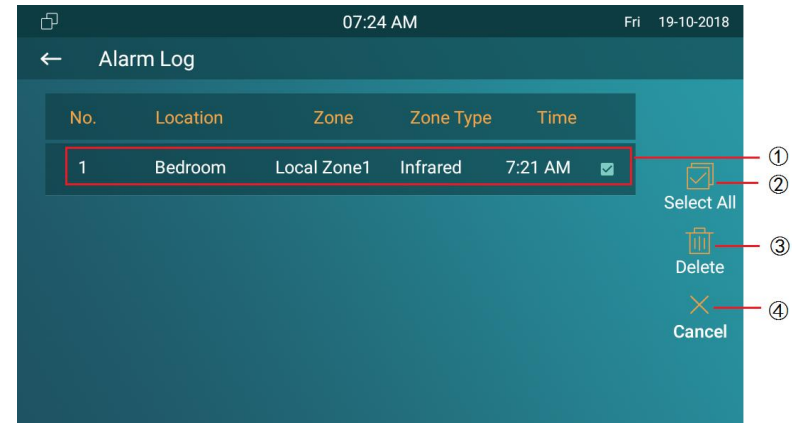 07:24 AM Fri 19-10-2018
Alarm Log
No. Location Zone Zone Type Time
1 Bedroom Local Zone1 Infrared 7:21 AM
①
②
Select All
③
Delete
④
Cancel